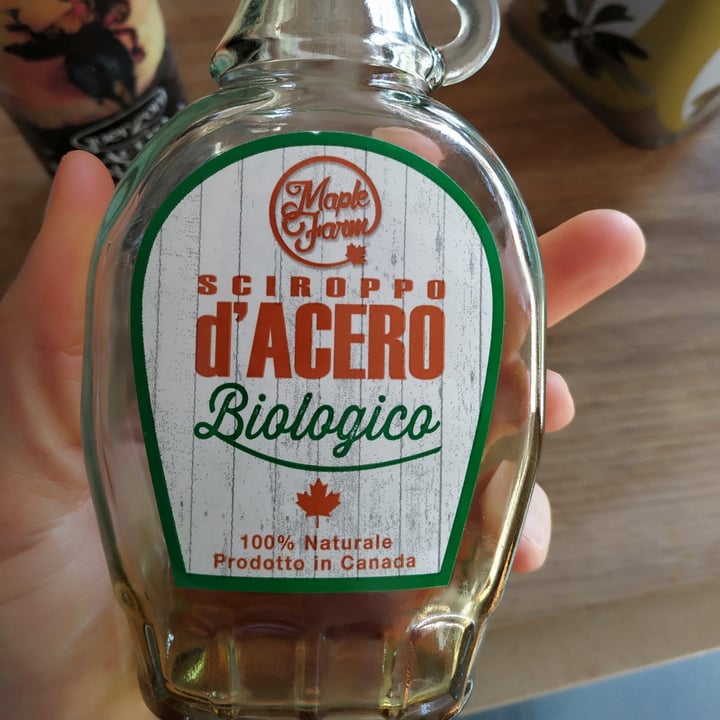 Maple
Farm
SCIROPPO
d'ACERO
Biologico
100% Naturale
Prodotto in Canada